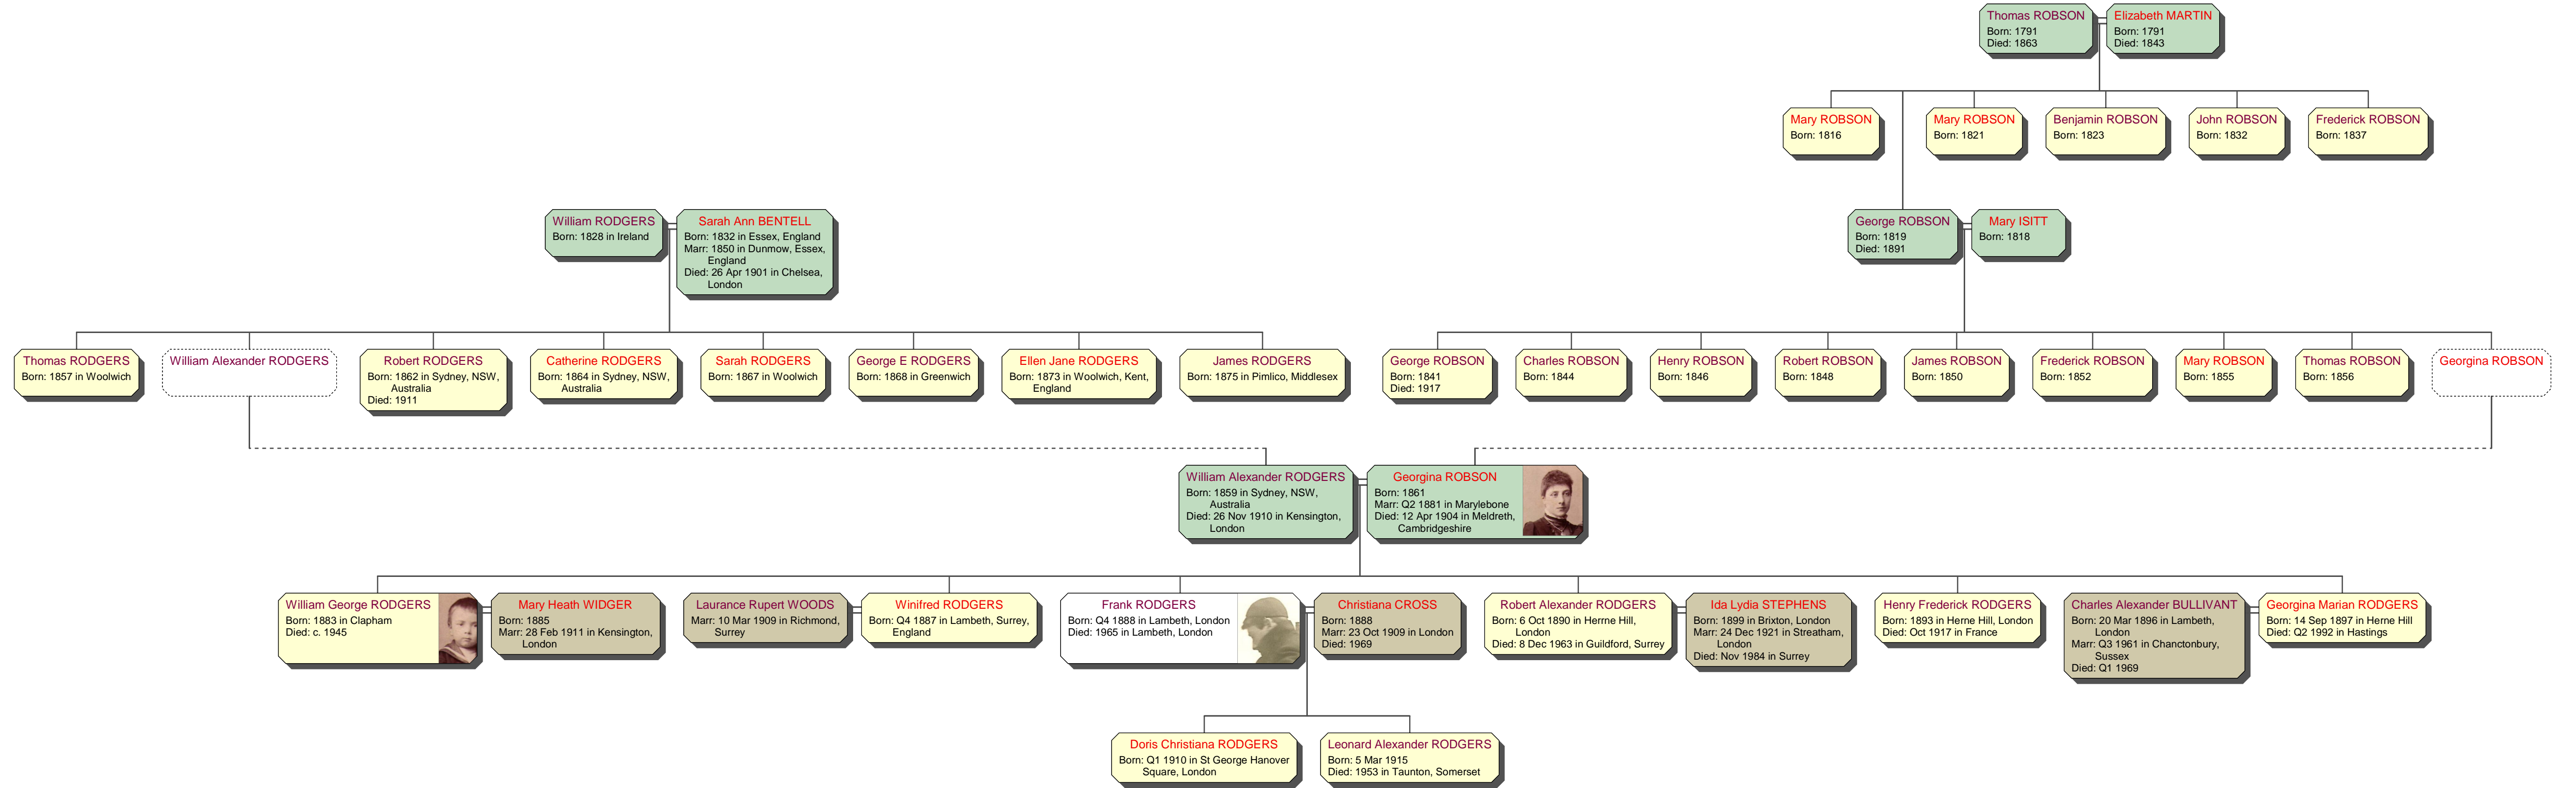 Thomas ROBSON
Born: 1791
Died: 1863
Elizabeth MARTIN
Born: 1791
Died: 1843
Mary ROBSON
Born: 1816
Mary ROBSON
Born: 1821
Benjamin ROBSON
Born: 1823
John ROBSON
Born: 1832
Frederick ROBSON
Born: 1837
William RODGERS
Born: 1828 in Ireland
Sarah Ann BENTELL
Born: 1832 in Essex, England
Marr: 1850 in Dunmow, Essex,
England
Died: 26 Apr 1901 in Chelsea,
London
George ROBSON
Born: 1819
Died: 1891
Mary ISITT
Born: 1818
Thomas RODGERS
Born: 1857 in Woolwich
William Alexander RODGERS
Robert RODGERS
Born: 1862 in Sydney, NSW,
Australia
Died: 1911
Catherine RODGERS
Born: 1864 in Sydney, NSW,
Australia
Sarah RODGERS
Born: 1867 in Woolwich
George E RODGERS
Born: 1868 in Greenwich
Ellen Jane RODGERS
Born: 1873 in Woolwich, Kent,
England
James RODGERS
Born: 1875 in Pimlico, Middlesex
George ROBSON
Born: 1841
Died: 1917
Charles ROBSON
Born: 1844
Henry ROBSON
Born: 1846
Robert ROBSON
Born: 1848
James ROBSON
Born: 1850
Frederick ROBSON
Born: 1852
Mary ROBSON
Born: 1855
Thomas ROBSON
Born: 1856
Georgina ROBSON
William Alexander RODGERS
Born: 1859 in Sydney, NSW,
Australia
Died: 26 Nov 1910 in Kensington,
London
Georgina ROBSON
Born: 1861
Marr: Q2 1881 in Marylebone
Died: 12 Apr 1904 in Meldreth,
Cambridgeshire
William George RODGERS
Born: 1883 in Clapham
Died: c. 1945
Mary Heath WIDGER
Born: 1885
Marr: 28 Feb 1911 in Kensington,
London
Laurance Rupert WOODS
Marr: 10 Mar 1909 in Richmond,
Surrey
Winifred RODGERS
Born: Q4 1887 in Lambeth, Surrey,
England
Frank RODGERS
Born: Q4 1888 in Lambeth, London
Died: 1965 in Lambeth, London
Christiana CROSS
Born: 1888
Marr: 23 Oct 1909 in London
Died: 1969
Robert Alexander RODGERS
Born: 6 Oct 1890 in Herrne Hill,
London
Died: 8 Dec 1963 in Guildford, Surrey
Ida Lydia STEPHENS
Born: 1899 in Brixton, London
Marr: 24 Dec 1921 in Streatham,
London
Died: Nov 1984 in Surrey
Henry Frederick RODGERS
Born: 1893 in Herne Hill, London
Died: Oct 1917 in France
Charles Alexander BULLIVANT
Born: 20 Mar 1896 in Lambeth,
London
Marr: Q3 1961 in Chanctonbury,
Sussex
Died: Q1 1969
Georgina Marian RODGERS
Born: 14 Sep 1897 in Herne Hill
Died: Q2 1992 in Hastings
Doris Christiana RODGERS
Born: Q1 1910 in St George Hanover
Square, London
Leonard Alexander RODGERS
Born: 5 Mar 1915
Died: 1953 in Taunton, Somerset